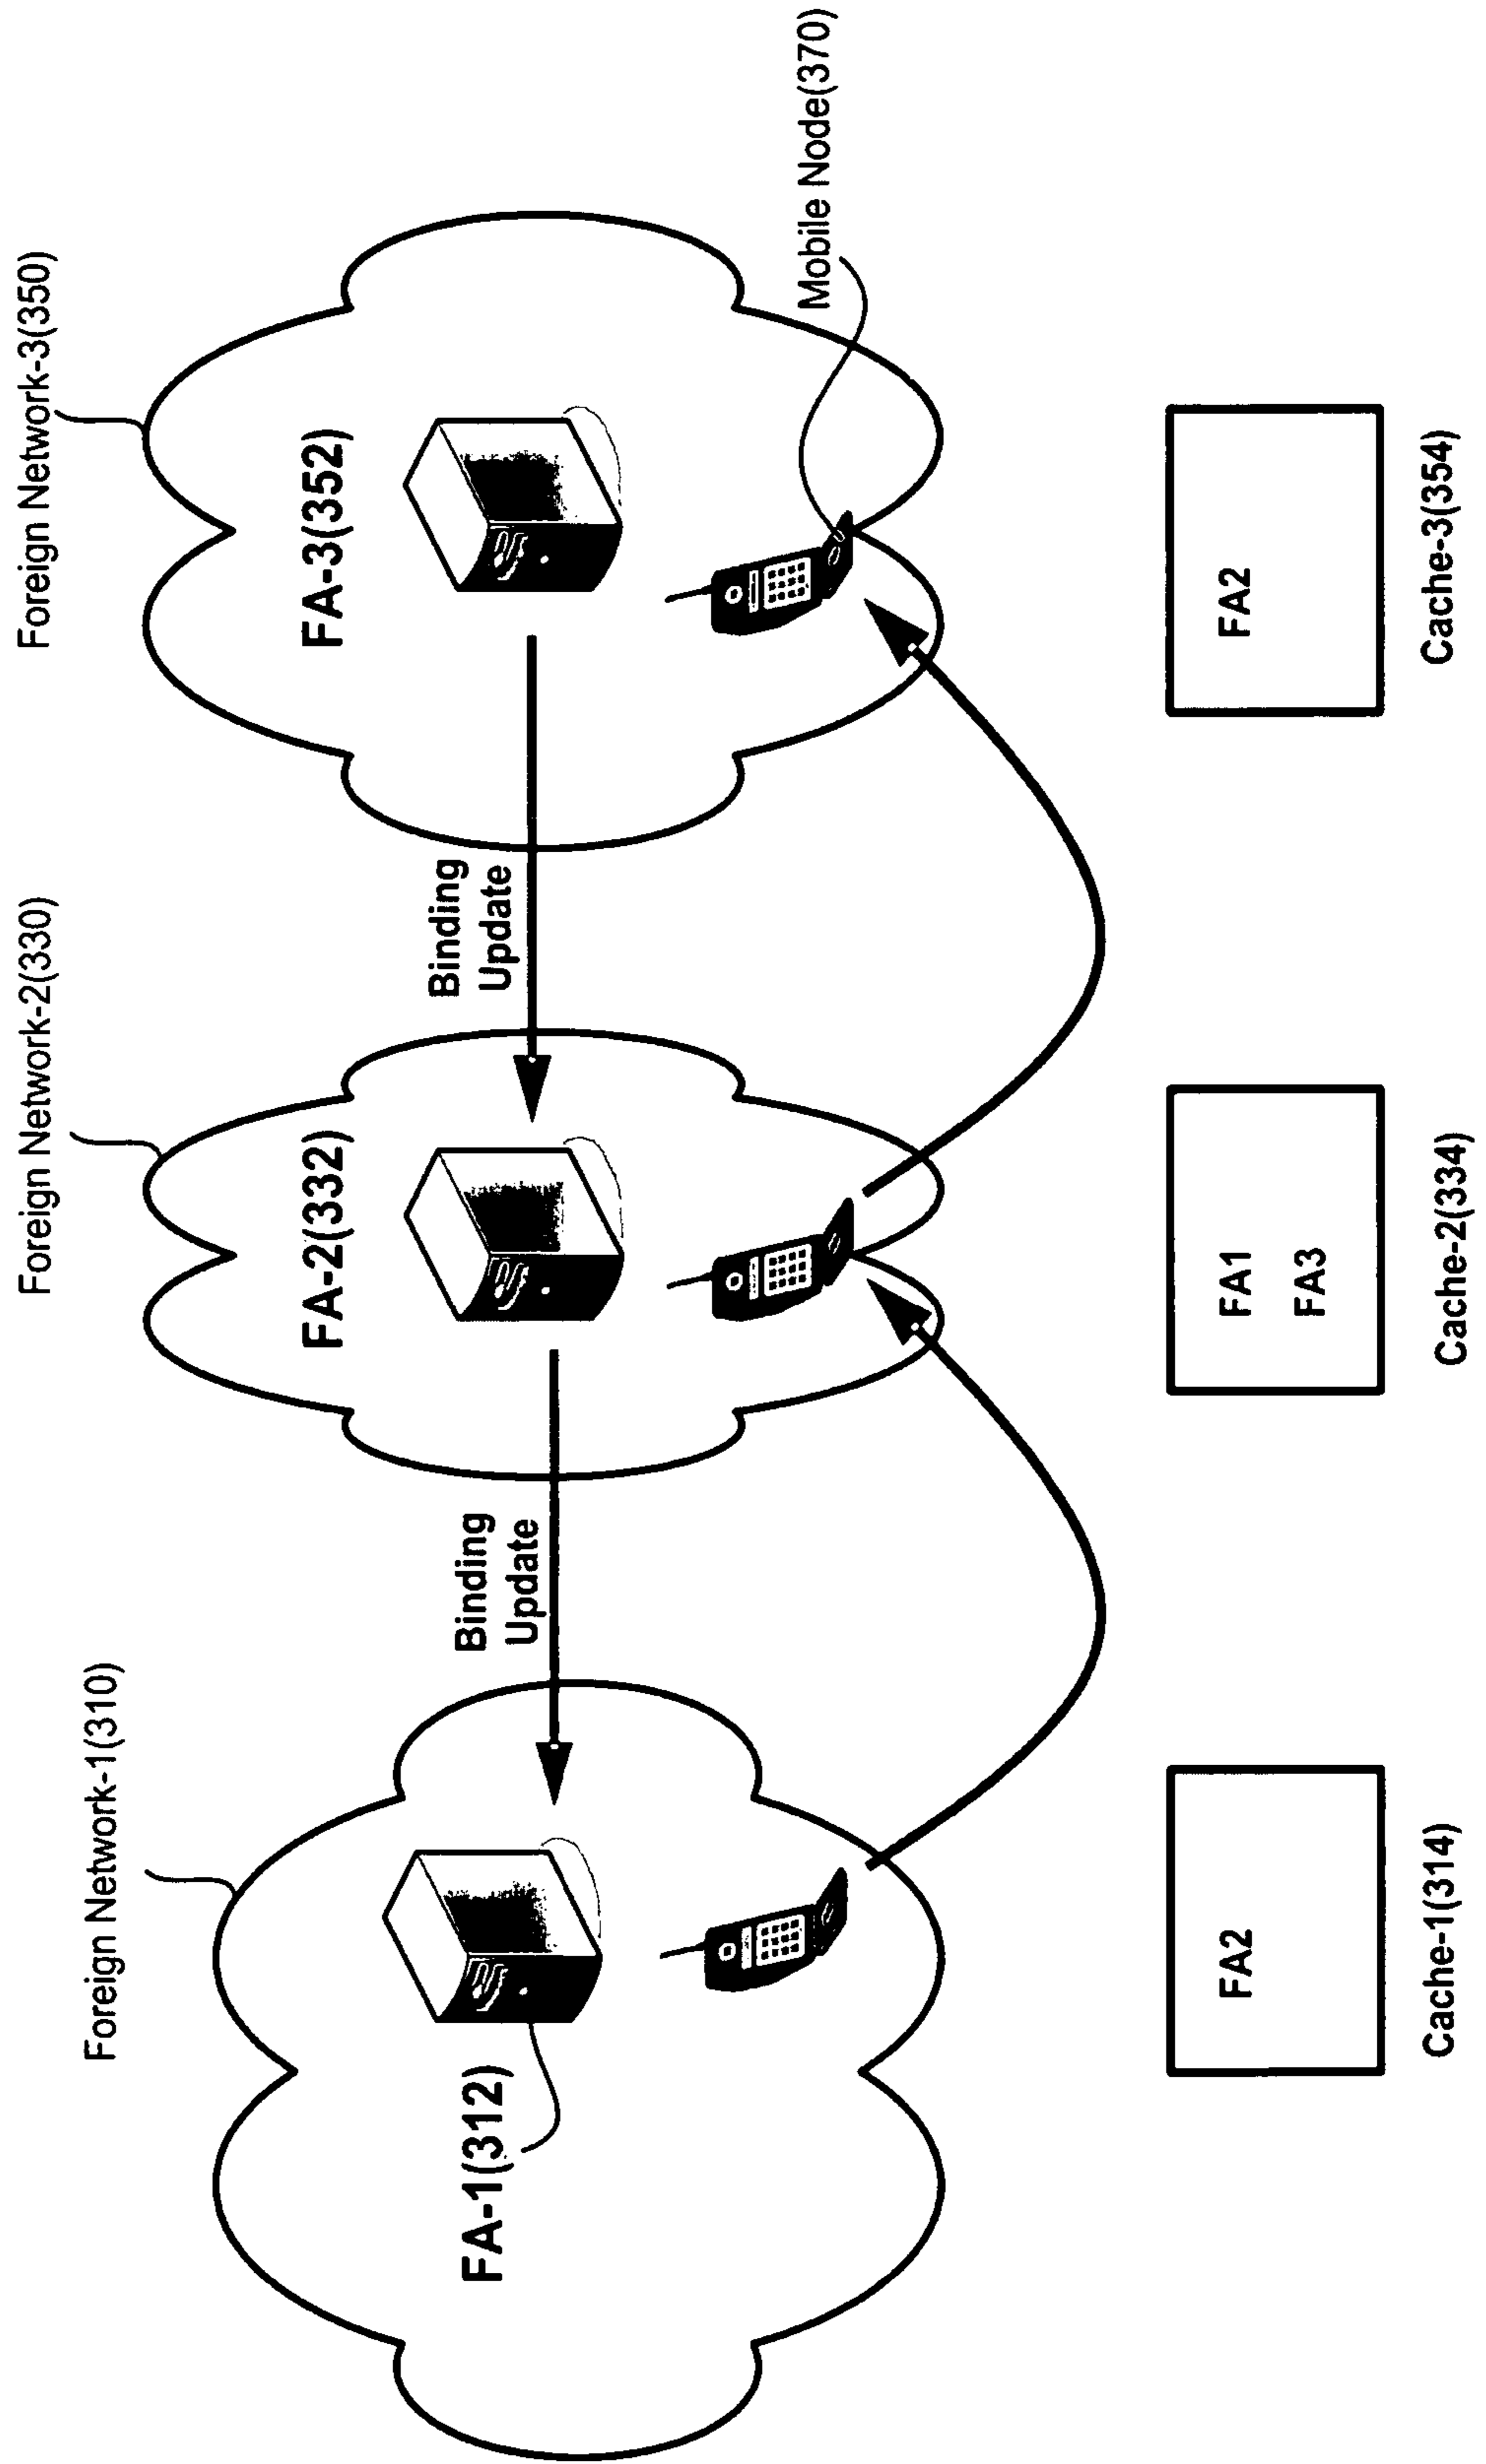 Foreign Network-1(310)
Foreign Network-2(330)
Foreign Network-3(350)
FA-1(312)
FA-2(332)
FA-3(352)
Binding
Update
Binding
Update
Mobile Node(370)
FA2
Cache-1(314)
FA1
FA3
Cache-2(334)
FA2
Cache-3(354)